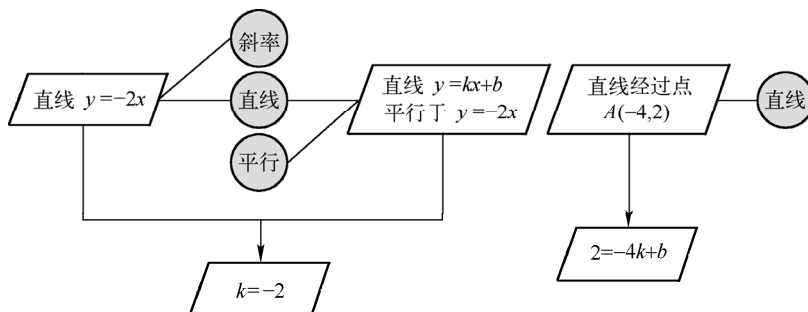 斜率
直线 y=−2x
直线
直线 y=kx+b
平行于 y=−2x
平行
直线经过点
A(−4,2)
直线
k=−2
2=−4k+b